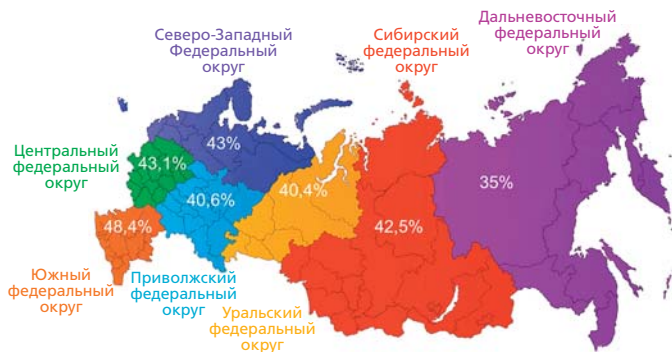 Северо-Западный
Федеральный
округ
Сибирский
федеральный
округ
Дальневосточный
федеральный
округ
Центральный
федеральный
округ
43%
43,1%
40,6%
40,4%
35%
48,4%
42,5%
Южный
федеральный
округ
Приволжский
федеральный
округ
Уральский
федеральный
округ